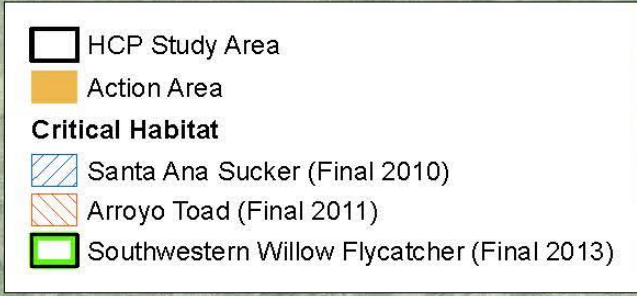 HCP Study Area
Action Area
Critical Habitat
Santa Ana Sucker (Final 2010)
Arroyo Toad (Final 2011)
Southwestern Willow Flycatcher (Final 2013)